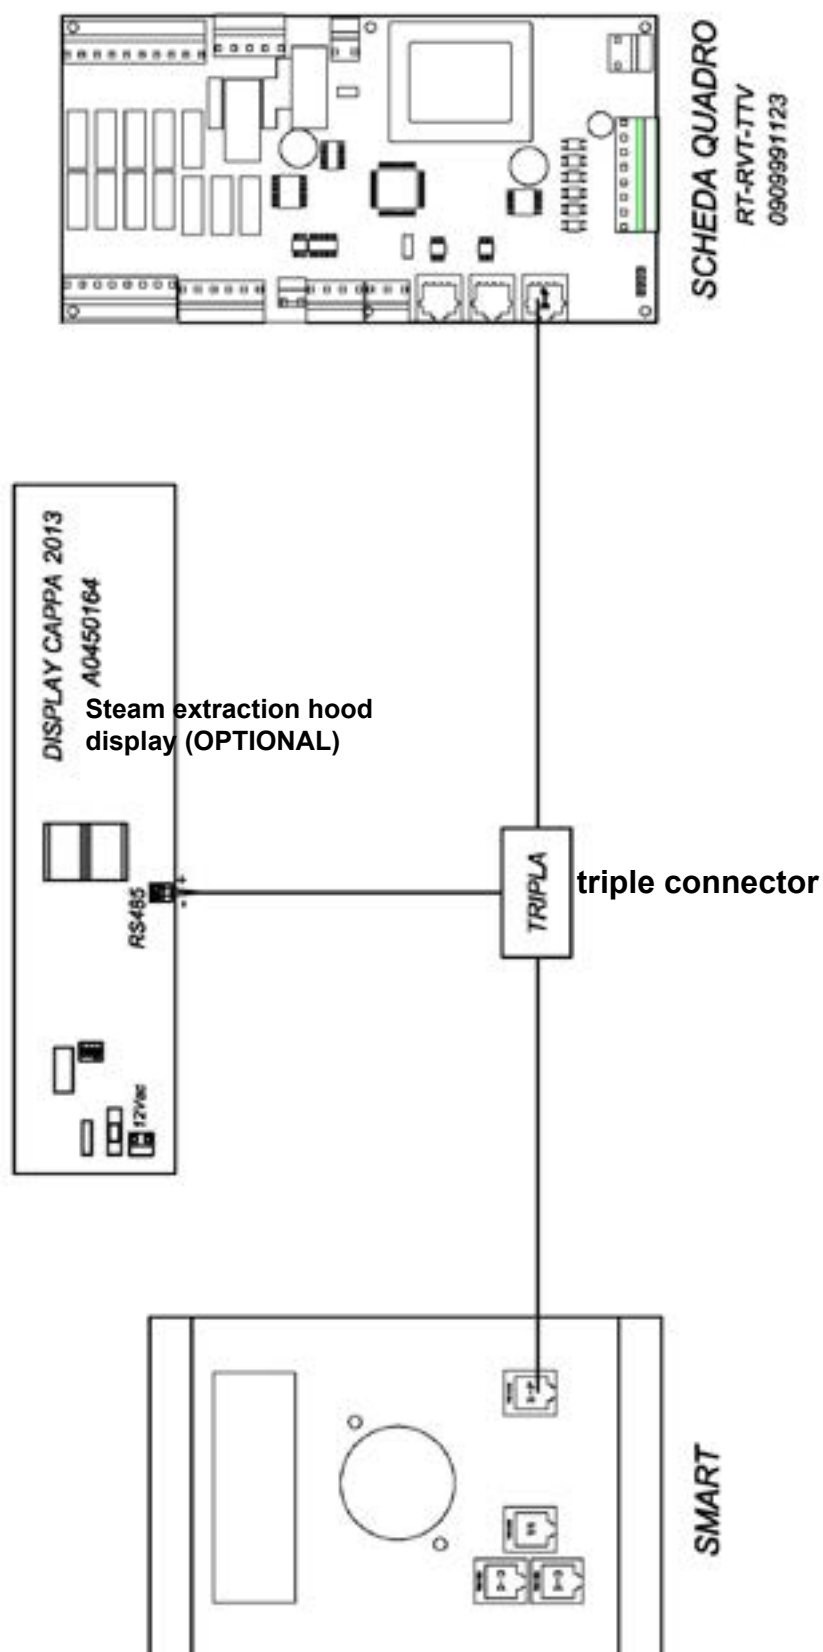 SCHEDA QUADRO
RT-RVT-TTV
0909991123
DISPLAY CAPPA 2013
A0450164
Steam extraction hood
display (OPTIONAL)
TRIPLA
triple connector
RS485
+
-
12Vac
SMART